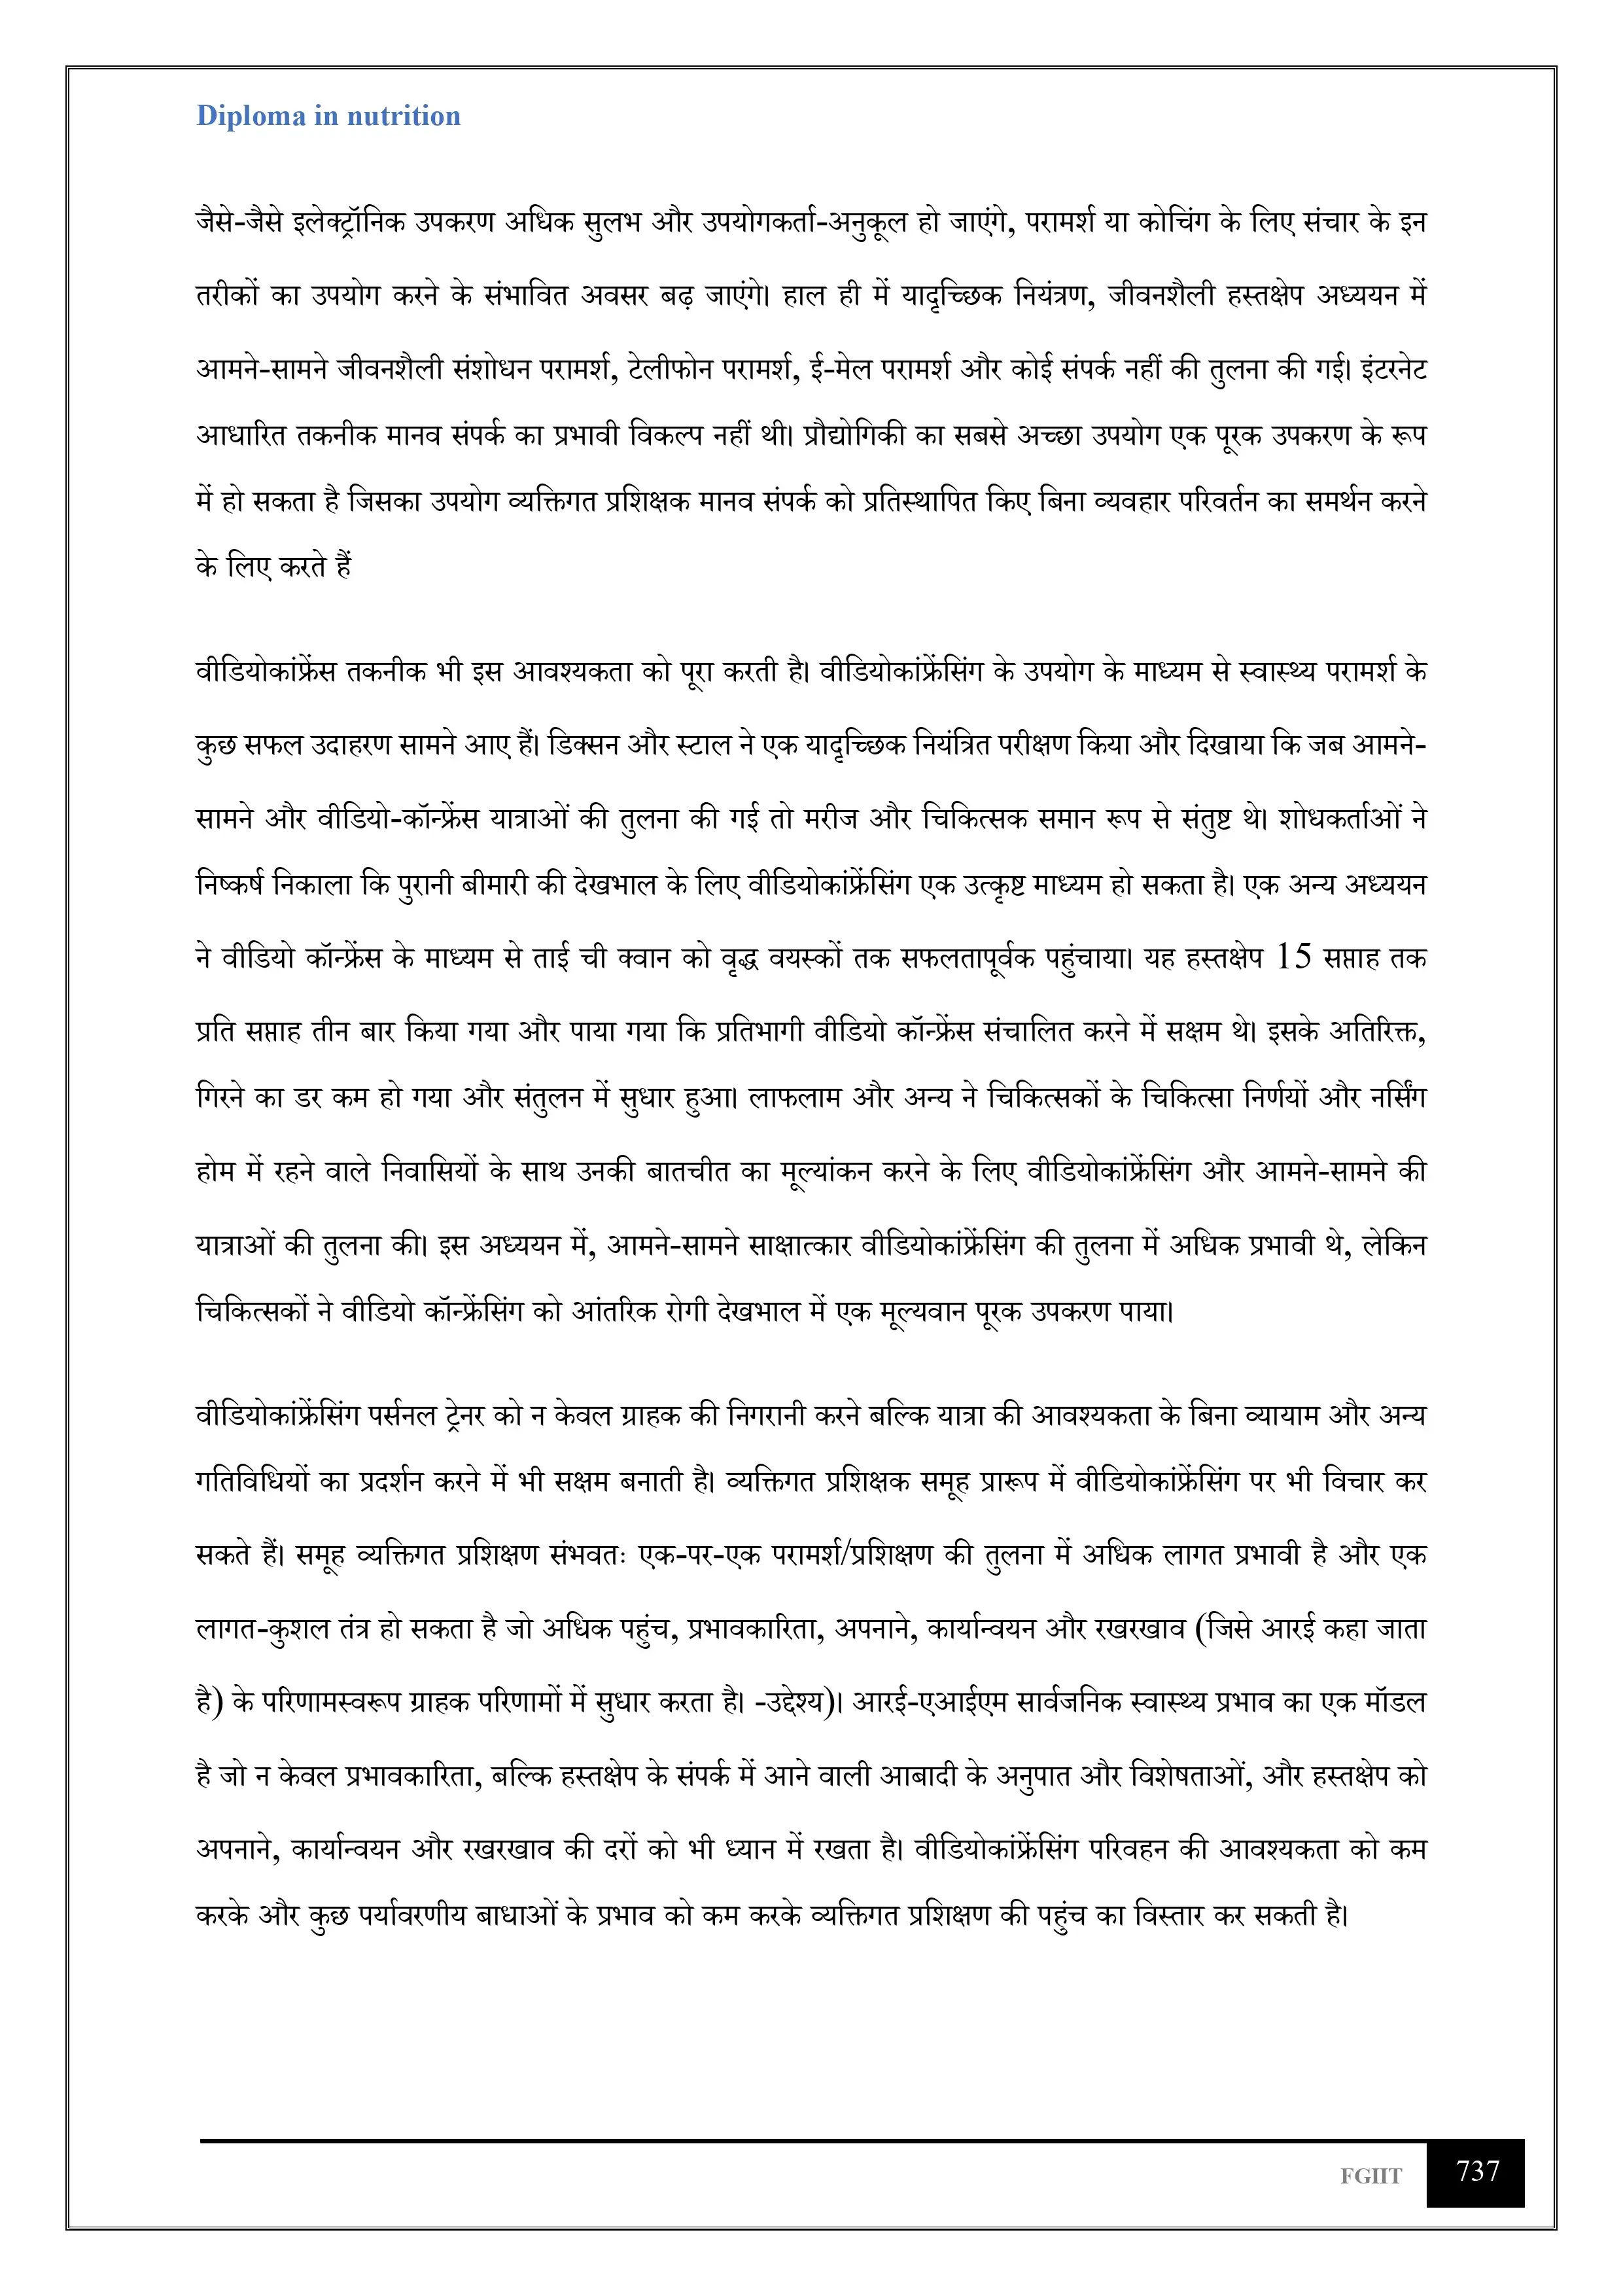 Diploma in nutrition
जैसे-जैसे इलेक्ट्रॉनिक उपकरण अधिक सुलभ और उपयोगकर्ता-अनुकूल हो जाएंगे, परामर्श या कोचिंग के लिए संचार के इन
तरीकों का उपयोग करने के संभावित अवसर बढ़ जाएंगे। हाल ही में यादृच्छिक नियंत्रण, जीवनशैली हस्तक्षेप अध्ययन में
आमने-सामने जीवनशैली संशोधन परामर्श, टेलीफोन परामर्श, ई-मेल परामर्श और कोई संपर्क नहीं की तुलना की गई। इंटरनेट
आधारित तकनीक मानव संपर्क का प्रभावी विकल्प नहीं थी। प्रौद्योगिकी का सबसे अच्छा उपयोग एक पूरक उपकरण के रूप
में हो सकता है जिसका उपयोग व्यक्तिगत प्रशिक्षक मानव संपर्क को प्रतिस्थापित किए बिना व्यवहार परिवर्तन का समर्थन करने
के लिए करते हैं
वीडियोकांफ्रेंस तकनीक भी इस आवश्यकता को पूरा करती है। वीडियोकांफ्रेंसिंग के उपयोग के माध्यम से स्वास्थ्य परामर्श के
कुछ सफल उदाहरण सामने आए हैं। डिक्सन और स्टाल ने एक यादृच्छिक नियंत्रित परीक्षण किया और दिखाया कि जब आमने-
सामने और वीडियो-कॉन्फ्रेंस यात्राओं की तुलना की गई तो मरीज और चिकित्सक समान रूप से संतुष्ट थे। शोधकर्ताओं ने
निष्कर्ष निकाला कि पुरानी बीमारी की देखभाल के लिए वीडियोकांफ्रेंसिंग एक उत्कृष्ट माध्यम हो सकता है। एक अन्य अध्ययन
ने वीडियो कॉन्फ्रेंस के माध्यम से ताई ची क्वान को वृद्ध वयस्कों तक सफलतापूर्वक पहुंचाया। यह हस्तक्षेप 15 सप्ताह तक
प्रति सप्ताह तीन बार किया गया और पाया गया कि प्रतिभागी वीडियो कॉन्फ्रेंस संचालित करने में सक्षम थे। इसके अतिरिक्त,
गिरने का डर कम हो गया और संतुलन में सुधार हुआ। लाफलाम और अन्य ने चिकित्सकों के चिकित्सा निर्णयों और नर्सिंग
होम में रहने वाले निवासियों के साथ उनकी बातचीत का मूल्यांकन करने के लिए वीडियोकांफ्रेंसिंग और आमने-सामने की
यात्राओं की तुलना की। इस अध्ययन में, आमने-सामने साक्षात्कार वीडियोकांफ्रेंसिंग की तुलना में अधिक प्रभावी थे, लेकिन
चिकित्सकों ने वीडियो कॉन्फ्रेंसिंग को आंतरिक रोगी देखभाल में एक मूल्यवान पूरक उपकरण पाया।
वीडियोकांफ्रेंसिंग पर्सनल ट्रेनर को न केवल ग्राहक की निगरानी करने बल्कि यात्रा की आवश्यकता के बिना व्यायाम और अन्य
गतिविधियों का प्रदर्शन करने में भी सक्षम बनाती है। व्यक्तिगत प्रशिक्षक समूह प्रारूप में वीडियोकांफ्रेंसिंग पर भी विचार कर
सकते हैं। समूह व्यक्तिगत प्रशिक्षण संभवतः एक-पर-एक परामर्श/प्रशिक्षण की तुलना में अधिक लागत प्रभावी है और एक
लागत-कुशल तंत्र हो सकता है जो अधिक पहुंच, प्रभावकारिता, अपनाने, कार्यान्वयन और रखरखाव (जिसे आरई कहा जाता
है) के परिणामस्वरूप ग्राहक परिणामों में सुधार करता है। -उद्देश्य)। आरई-एआईएम सार्वजनिक स्वास्थ्य प्रभाव का एक मॉडल
है जो न केवल प्रभावकारिता, बल्कि हस्तक्षेप के संपर्क में आने वाली आबादी के अनुपात और विशेषताओं, और हस्तक्षेप को
अपनाने, कार्यान्वयन और रखरखाव की दरों को भी ध्यान में रखता है। वीडियोकांफ्रेंसिंग परिवहन की आवश्यकता को कम
करके और कुछ पर्यावरणीय बाधाओं के प्रभाव को कम करके व्यक्तिगत प्रशिक्षण की पहुंच का विस्तार कर सकती है।
FGIIT 737